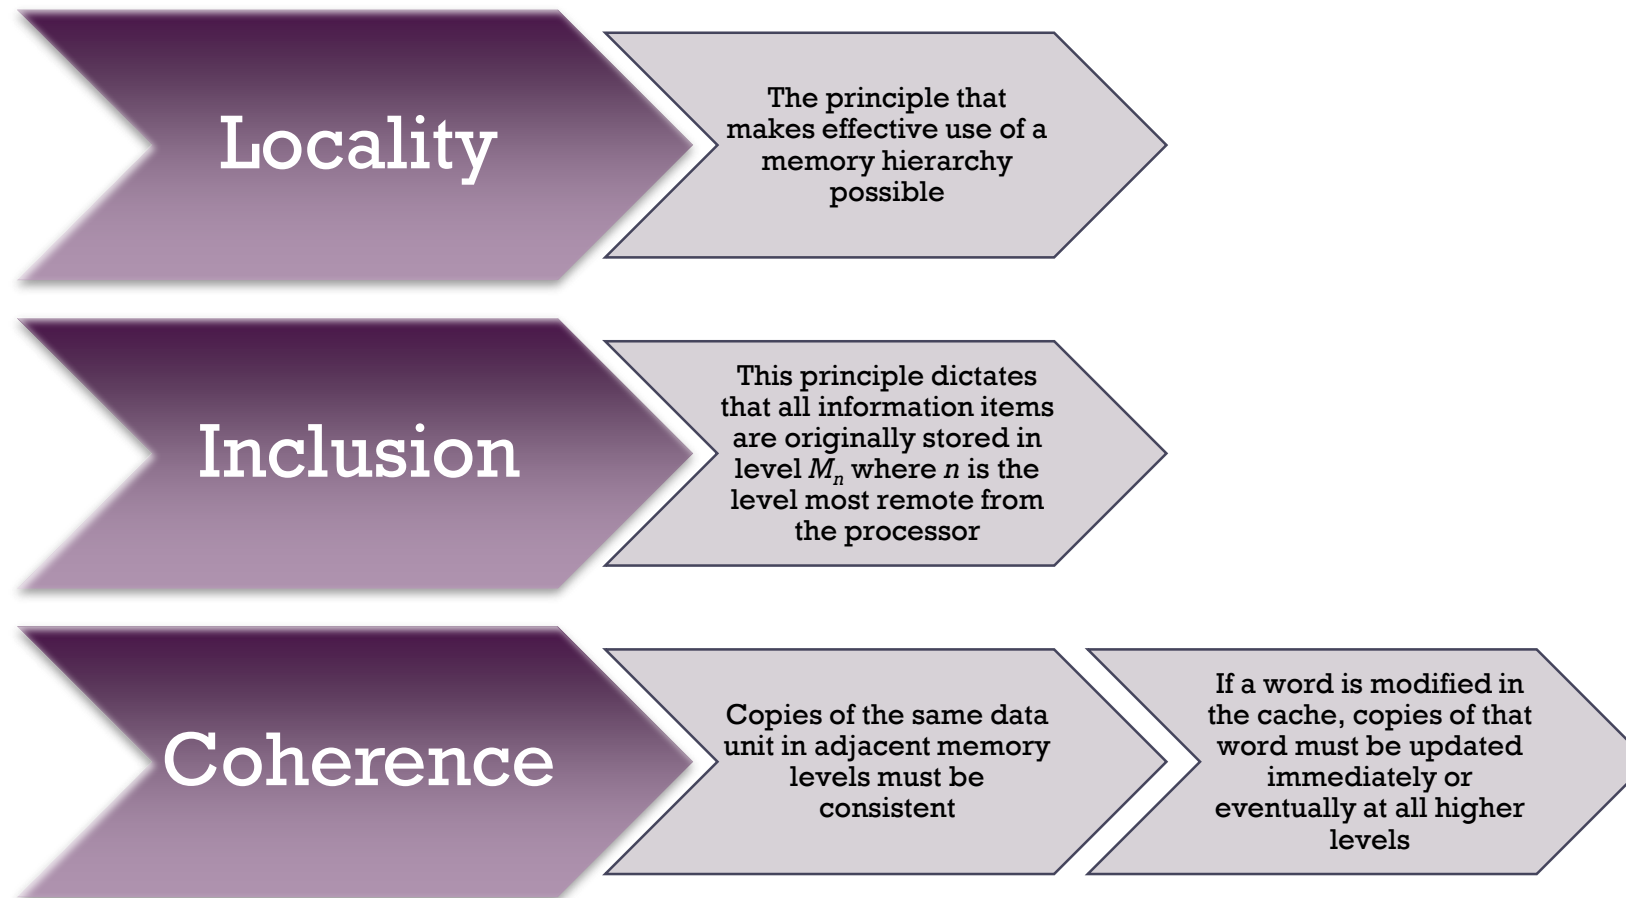 Locality
The principle that
makes effective use of a
memory hierarchy
possible
Inclusion
This principle dictates
that all information items
are originally stored in
level Mn where n is the
level most remote from
the processor
Coherence
Copies of the same data
unit in adjacent memory
levels must be
consistent
If a word is modified in
the cache, copies of that
word must be updated
immediately or
eventually at all higher
levels